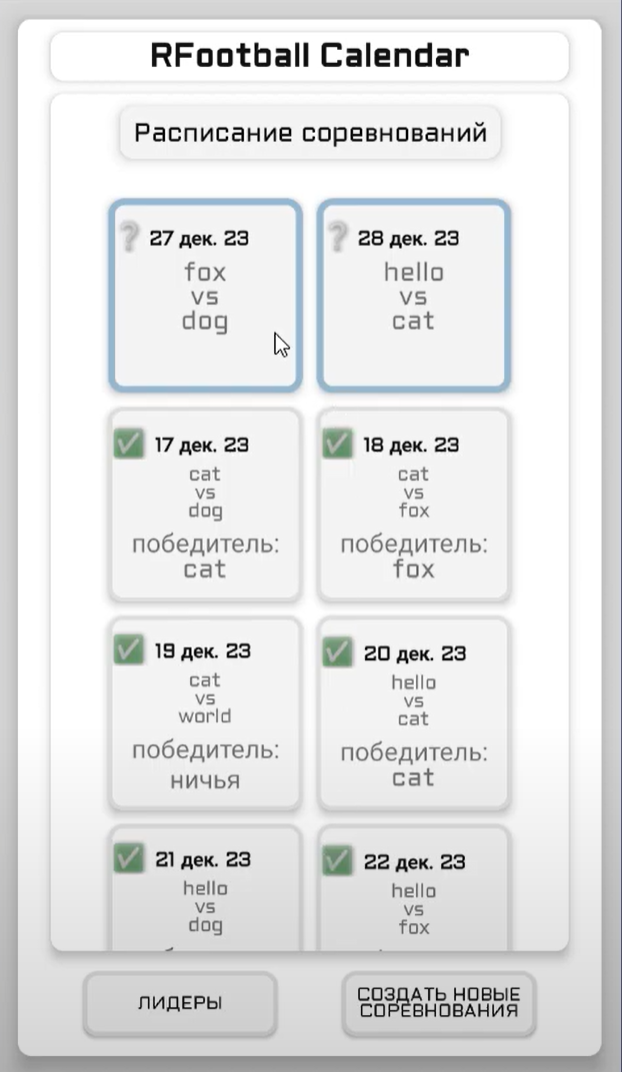 RFootball Calendar
Расписание соревнований
27 дек. 23
fox
vs
dog
28 дек. 23
hello
vs
cat
17 дек. 23
cat
vs
dog
победитель:
cat
18 дек. 23
cat
vs
fox
победитель:
fox
19 дек. 23
cat
vs
world
победитель:
ничья
20 дек. 23
hello
vs
cat
победитель:
cat
21 дек. 23
hello
vs
dog
22 дек. 23
hello
vs
fox
ЛИДЕРЫ
СОЗДАТЬ НОВЫЕ
СОРЕВНОВАНИЯ